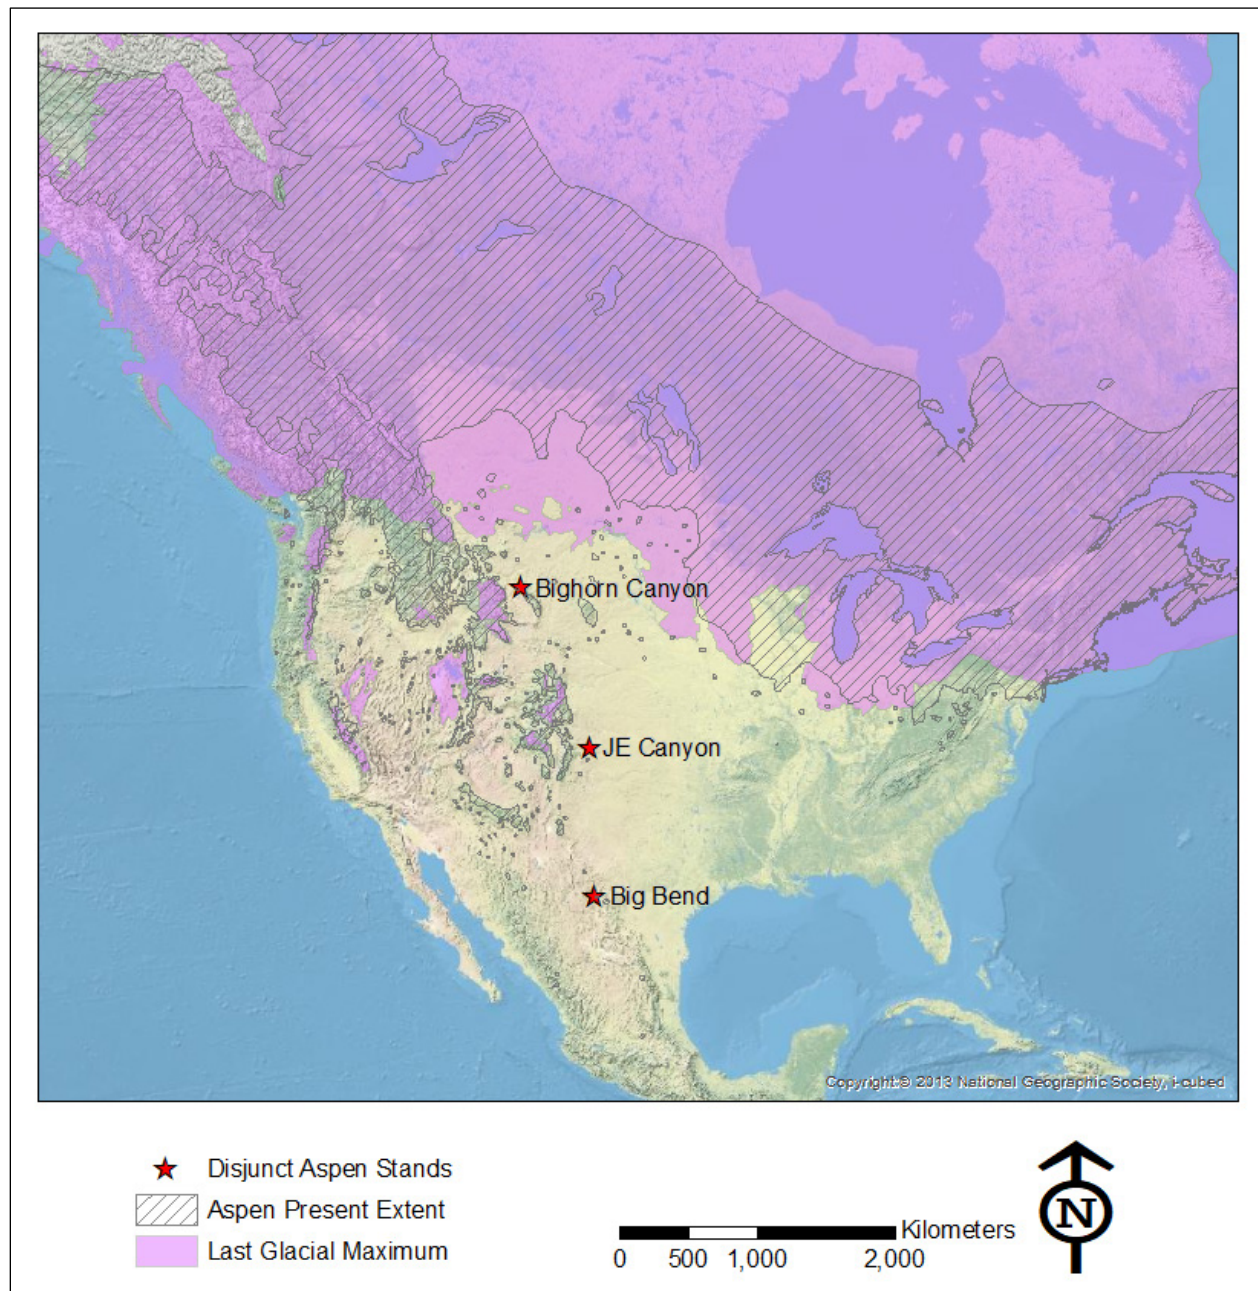 Bighorn Canyon
JE Canyon
Big Bend
Copyright:© 2013 National Geographic Society, i-cubed
Disjunct Aspen Stands
Aspen Present Extent
Last Glacial Maximum
Kilometers
0 500 1,000 2,000
N